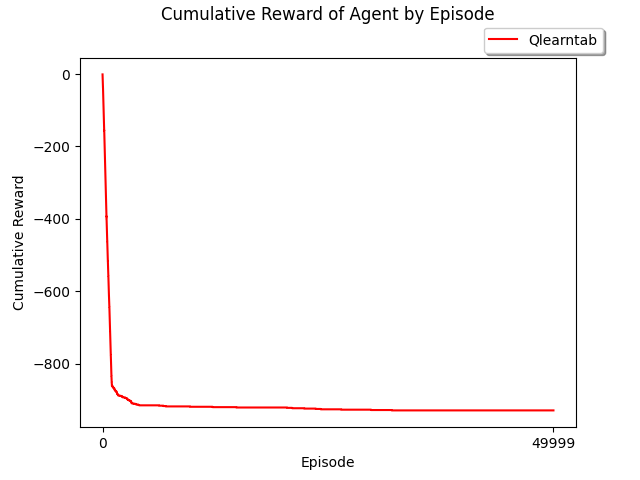 Cumulative Reward of Agent by Episode
Qlearntab
0
−200
−400
−600
−800
Cumulative Reward
0
49999
Episode